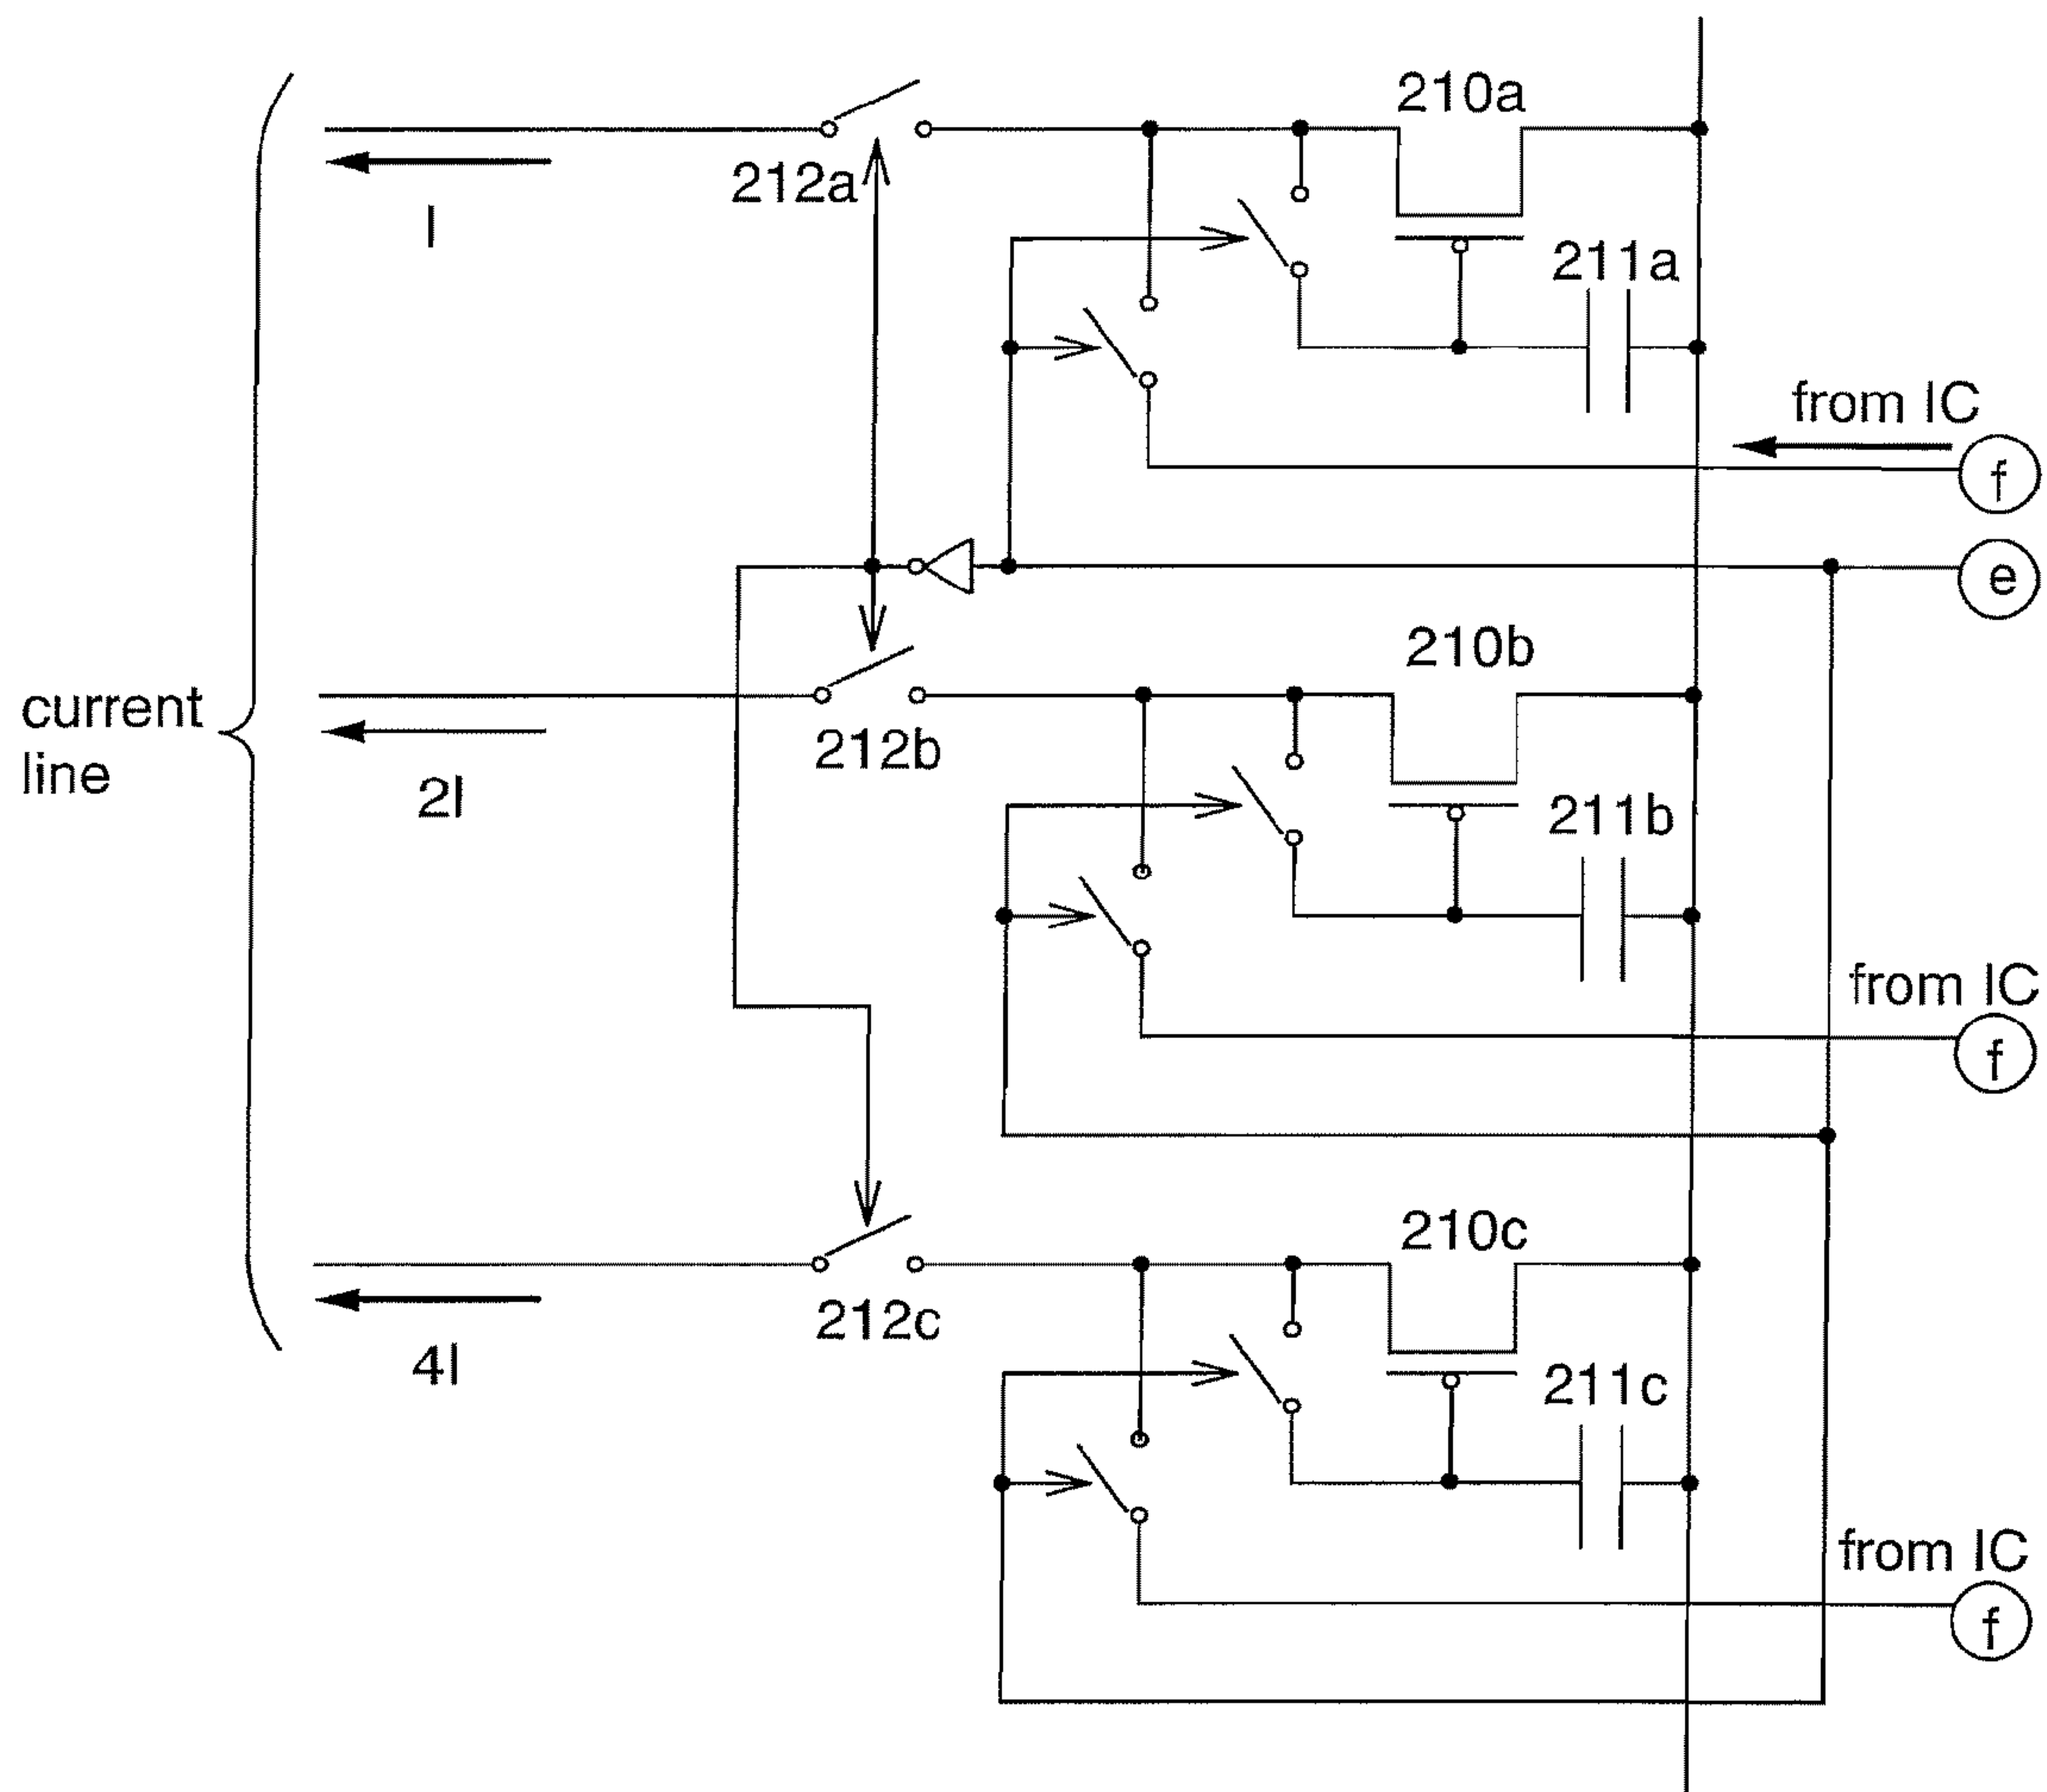 210a
212a
I
211a
from IC
f
e
210b
current
line
212b
2I
211b
from IC
f
210c
212c
4I
211c
from IC
f